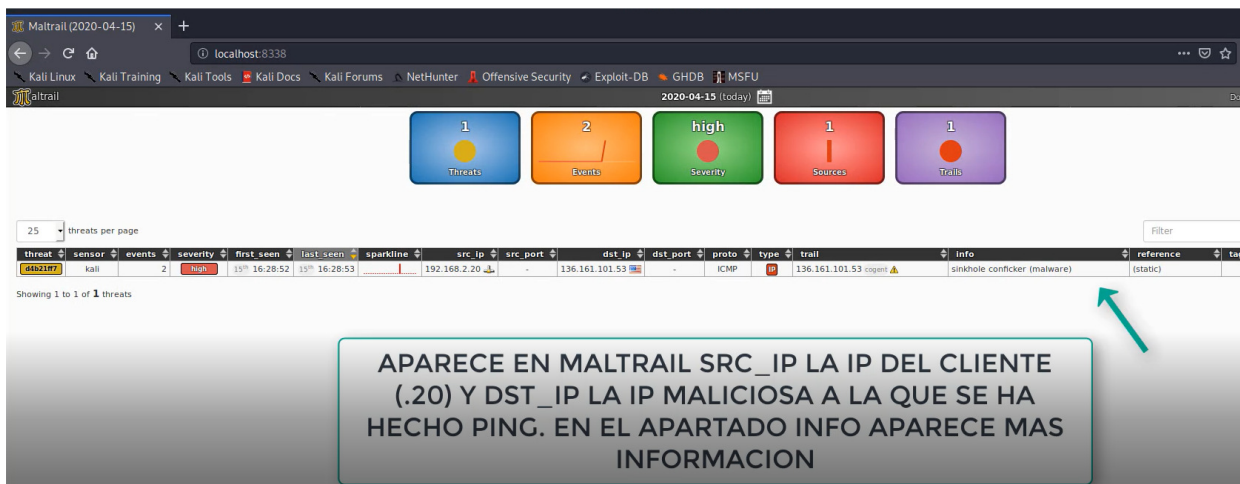 Maltrail (2020-04-15) × +
localhost:8338
Kali Linux Kali Training Kali Tools Kali Docs Kali Forums NetHunter Offensive Security Exploit-DB GHDB MSFU
altrail 2020-04-15 (today)
1 2 high 1 1
Threats Events Severity Sources Trails
25 threats per page Filter
threat sensor events severity first_seen last_seen sparkline src_ip src_port dst_ip dst_port proto type trail info reference
d4b21ff7 kali 2 high 15th 16:28:52 15th 16:28:53 192.168.2.20 - 136.161.101.53 - ICMP IP 136.161.101.53 cogent sinkhole conficker (malware) (static)
Showing 1 to 1 of 1 threats
APARECE EN MALTRAIL SRC_IP LA IP DEL CLIENTE
(.20) Y DST_IP LA IP MALICIOSA A LA QUE SE HA
HECHO PING. EN EL APARTADO INFO APARECE MAS
INFORMACION